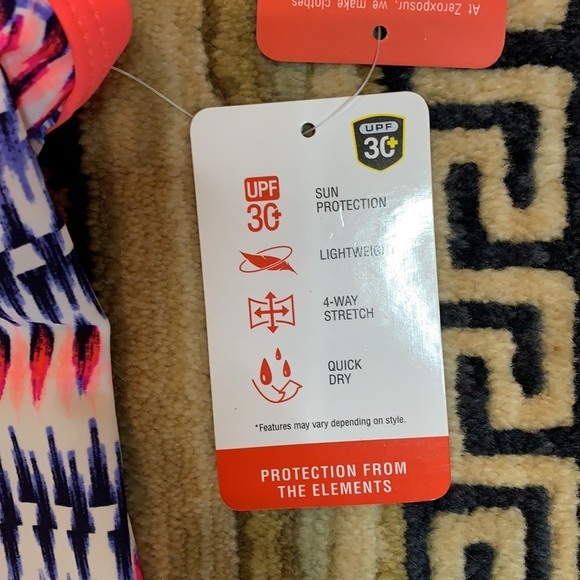 At Zeroxposur, we make clothes
UPF
30+
UPF
30+
SUN
PROTECTION
LIGHTWEIGHT
4-WAY
STRETCH
QUICK
DRY
*Features may vary depending on style.
PROTECTION FROM
THE ELEMENTS